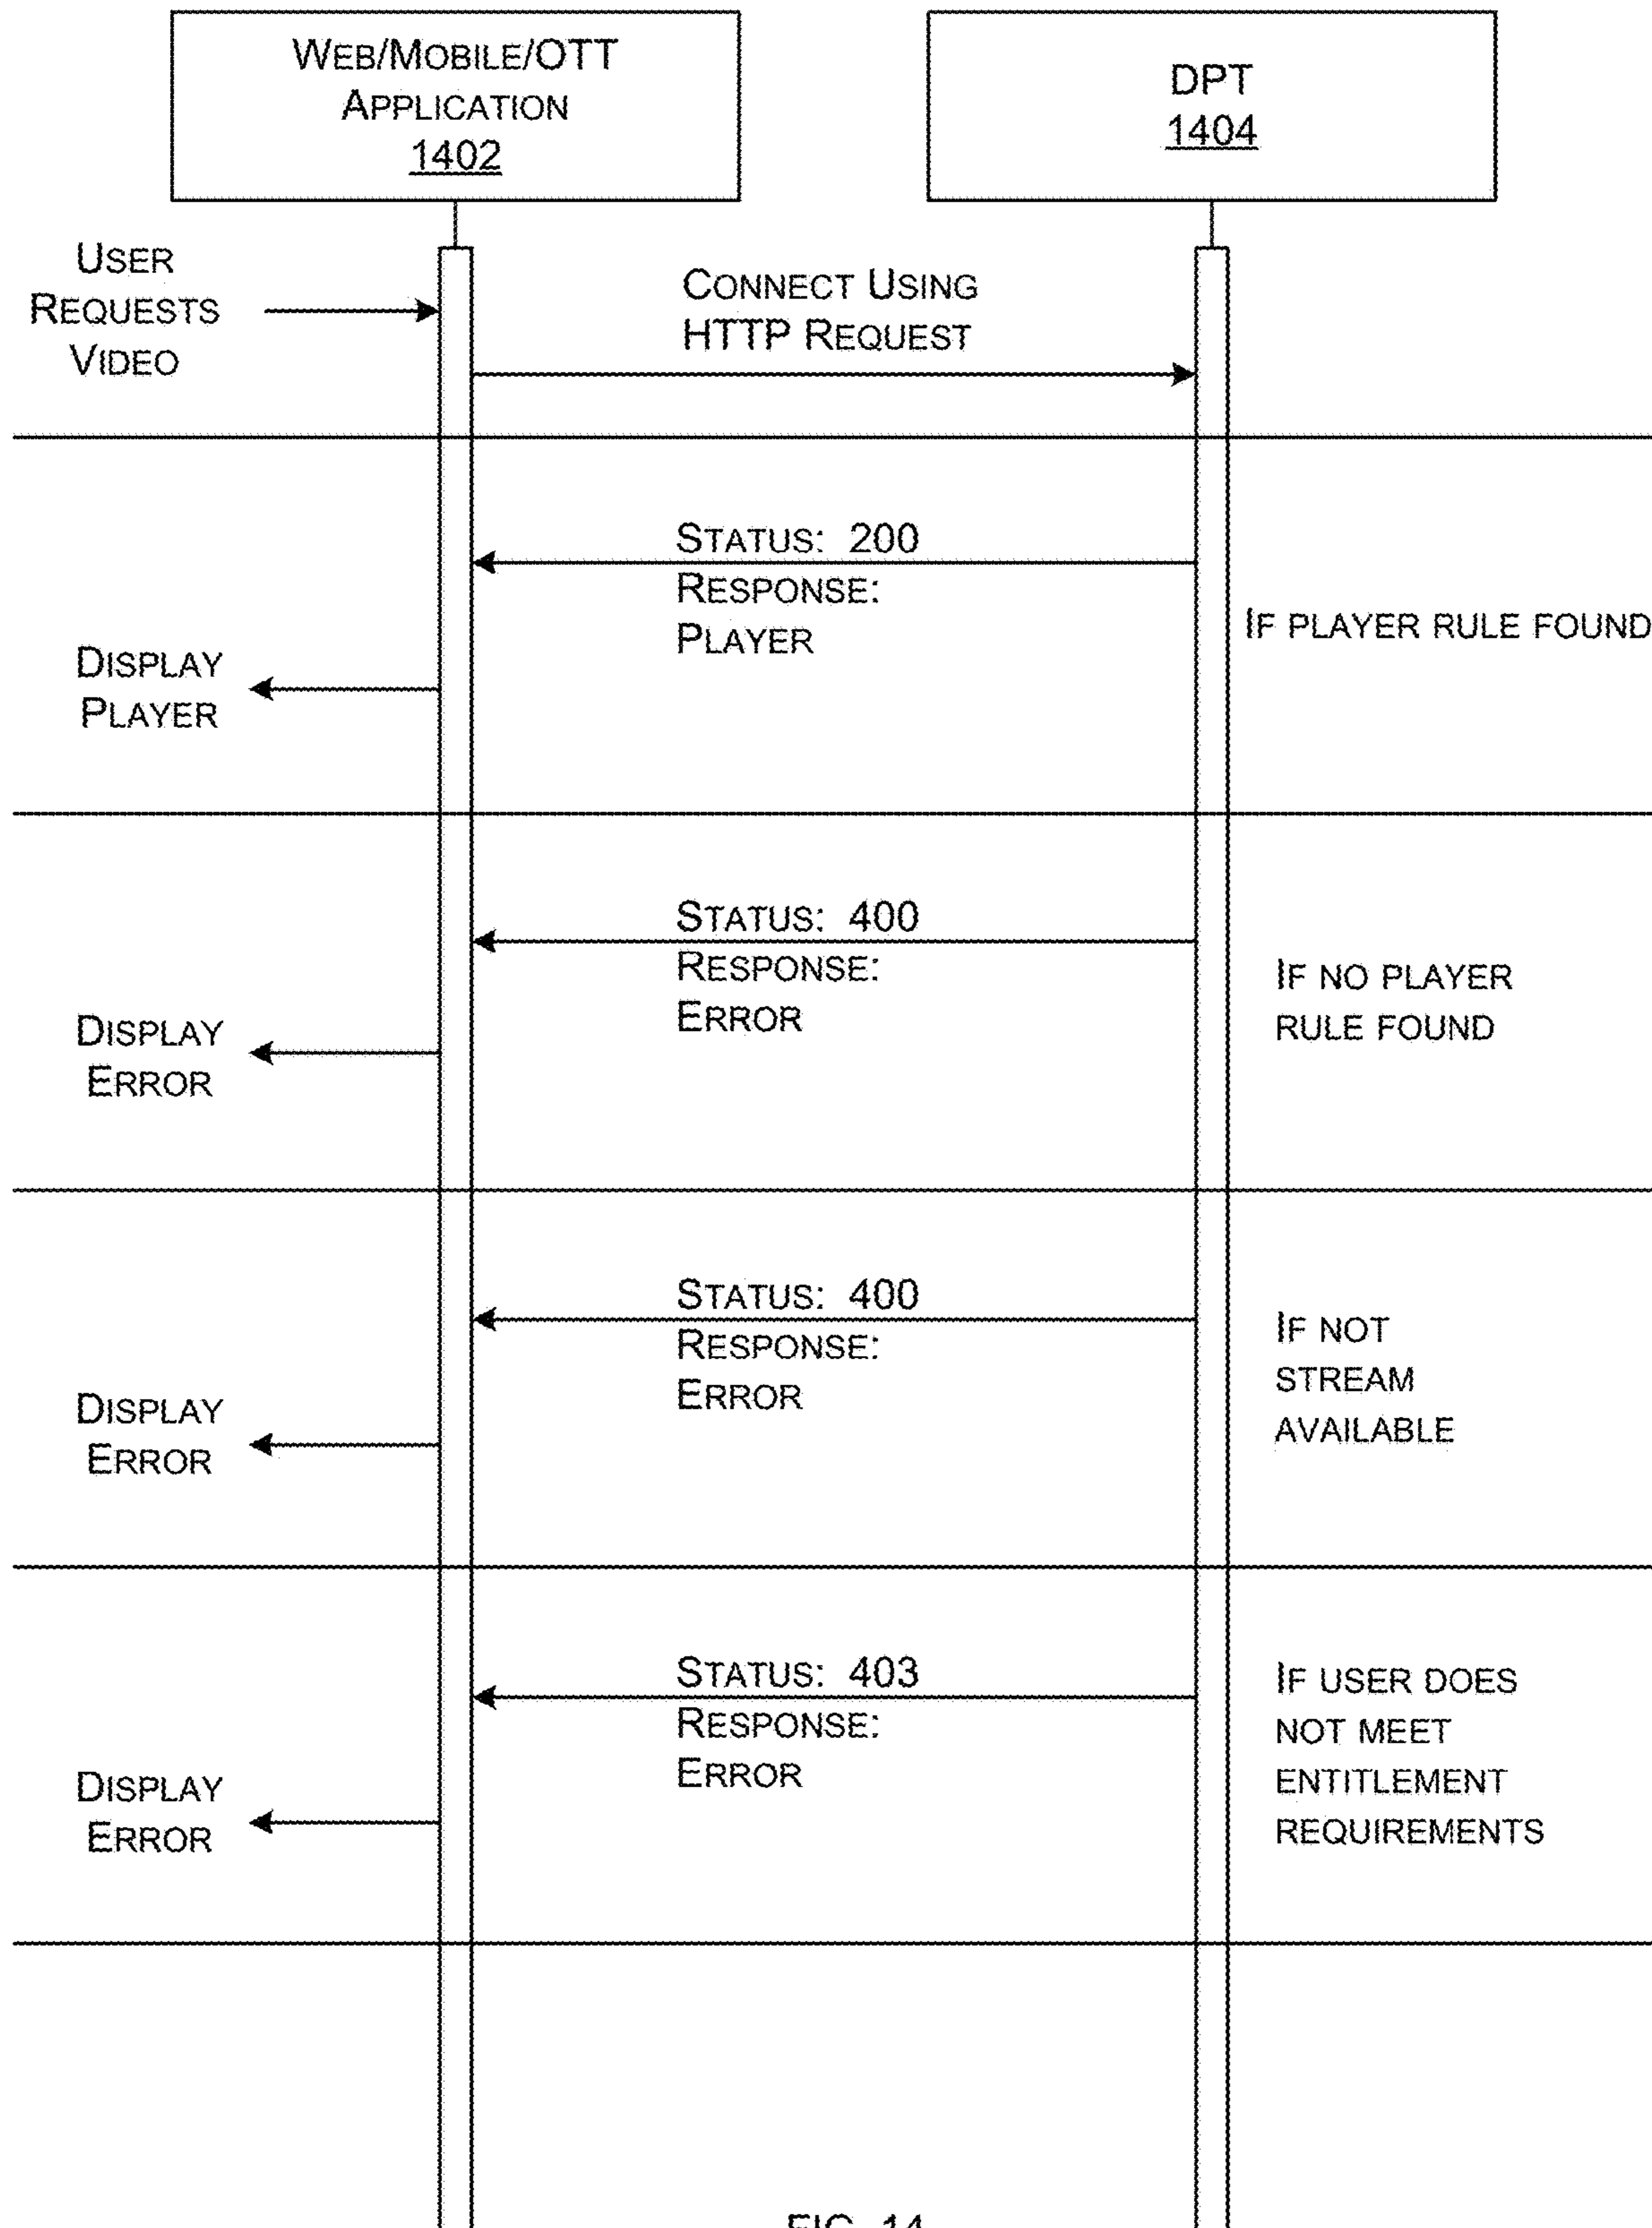 WEB/MOBILE/OTT
APPLICATION
1402
DPT
1404
USER
REQUESTS
VIDEO
CONNECT USING
HTTP REQUEST
STATUS: 200
RESPONSE:
PLAYER
IF PLAYER RULE FOUND
DISPLAY
PLAYER
STATUS: 400
RESPONSE:
ERROR
IF NO PLAYER
RULE FOUND
DISPLAY
ERROR
STATUS: 400
RESPONSE:
ERROR
IF NOT
STREAM
AVAILABLE
DISPLAY
ERROR
STATUS: 403
RESPONSE:
ERROR
IF USER DOES
NOT MEET
ENTITLEMENT
REQUIREMENTS
DISPLAY
ERROR
FIG. 14